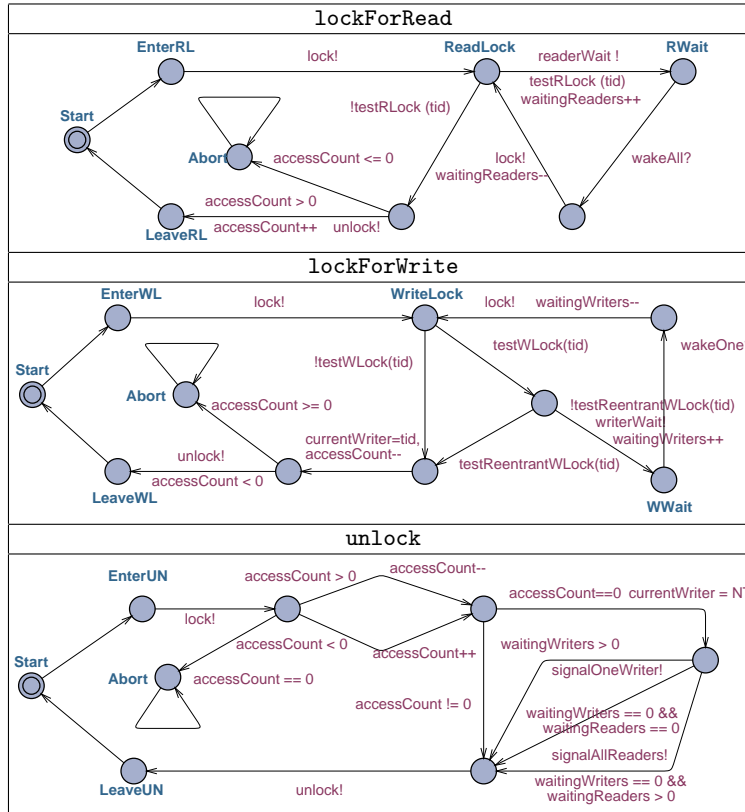 lockForRead
EnterRL
lock!
ReadLock
readerWait !
RWait
testRLock (tid)
waitingReaders++
Start
!testRLock (tid)
Abort
accessCount <= 0
lock!
waitingReaders--
wakeAll?
accessCount > 0
accessCount++ unlock!
LeaveRL
lockForWrite
EnterWL
lock!
WriteLock
lock! waitingWriters--
testWLock(tid)
wakeOne
!testWLock(tid)
Start
Abort
accessCount >= 0
!testReentrantWLock(tid)
writerWait!
waitingWriters++
currentWriter=tid,
accessCount--
unlock!
testReentrantWLock(tid)
accessCount < 0
LeaveWL
WWait
unlock
EnterUN
accessCount > 0
accessCount--
accessCount==0 currentWriter =
lock!
accessCount < 0
accessCount++
waitingWriters > 0
Start
signalOneWriter!
Abort
accessCount == 0
accessCount != 0
waitingWriters == 0 &&
waitingReaders == 0
signalAllReaders!
LeaveUN
unlock!
waitingWriters == 0 &&
waitingReaders > 0